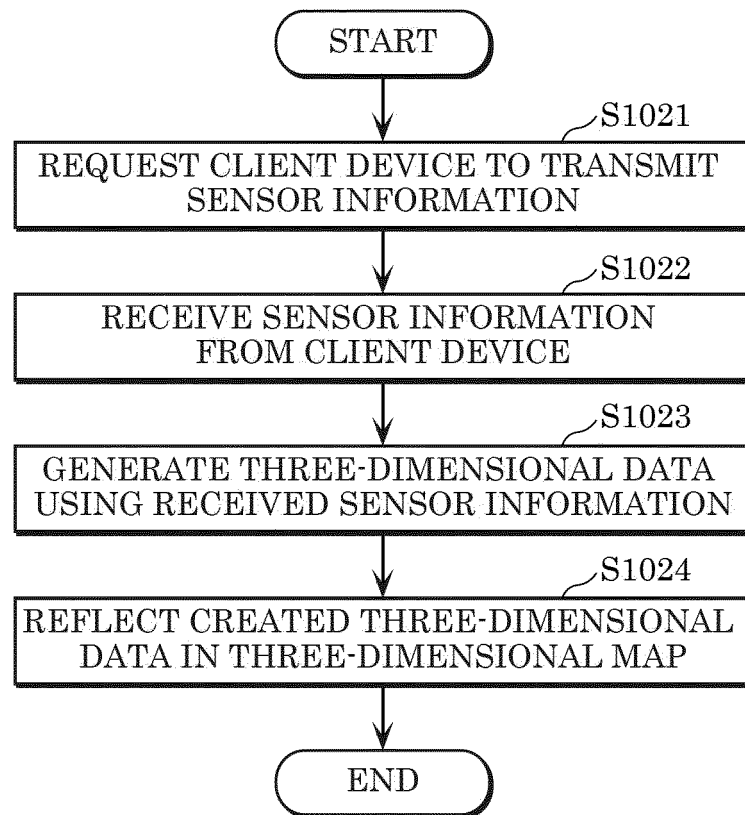 START
S1021
REQUEST CLIENT DEVICE TO TRANSMIT
SENSOR INFORMATION
S1022
RECEIVE SENSOR INFORMATION
FROM CLIENT DEVICE
S1023
GENERATE THREE-DIMENSIONAL DATA
USING RECEIVED SENSOR INFORMATION
S1024
REFLECT CREATED THREE-DIMENSIONAL
DATA IN THREE-DIMENSIONAL MAP
END